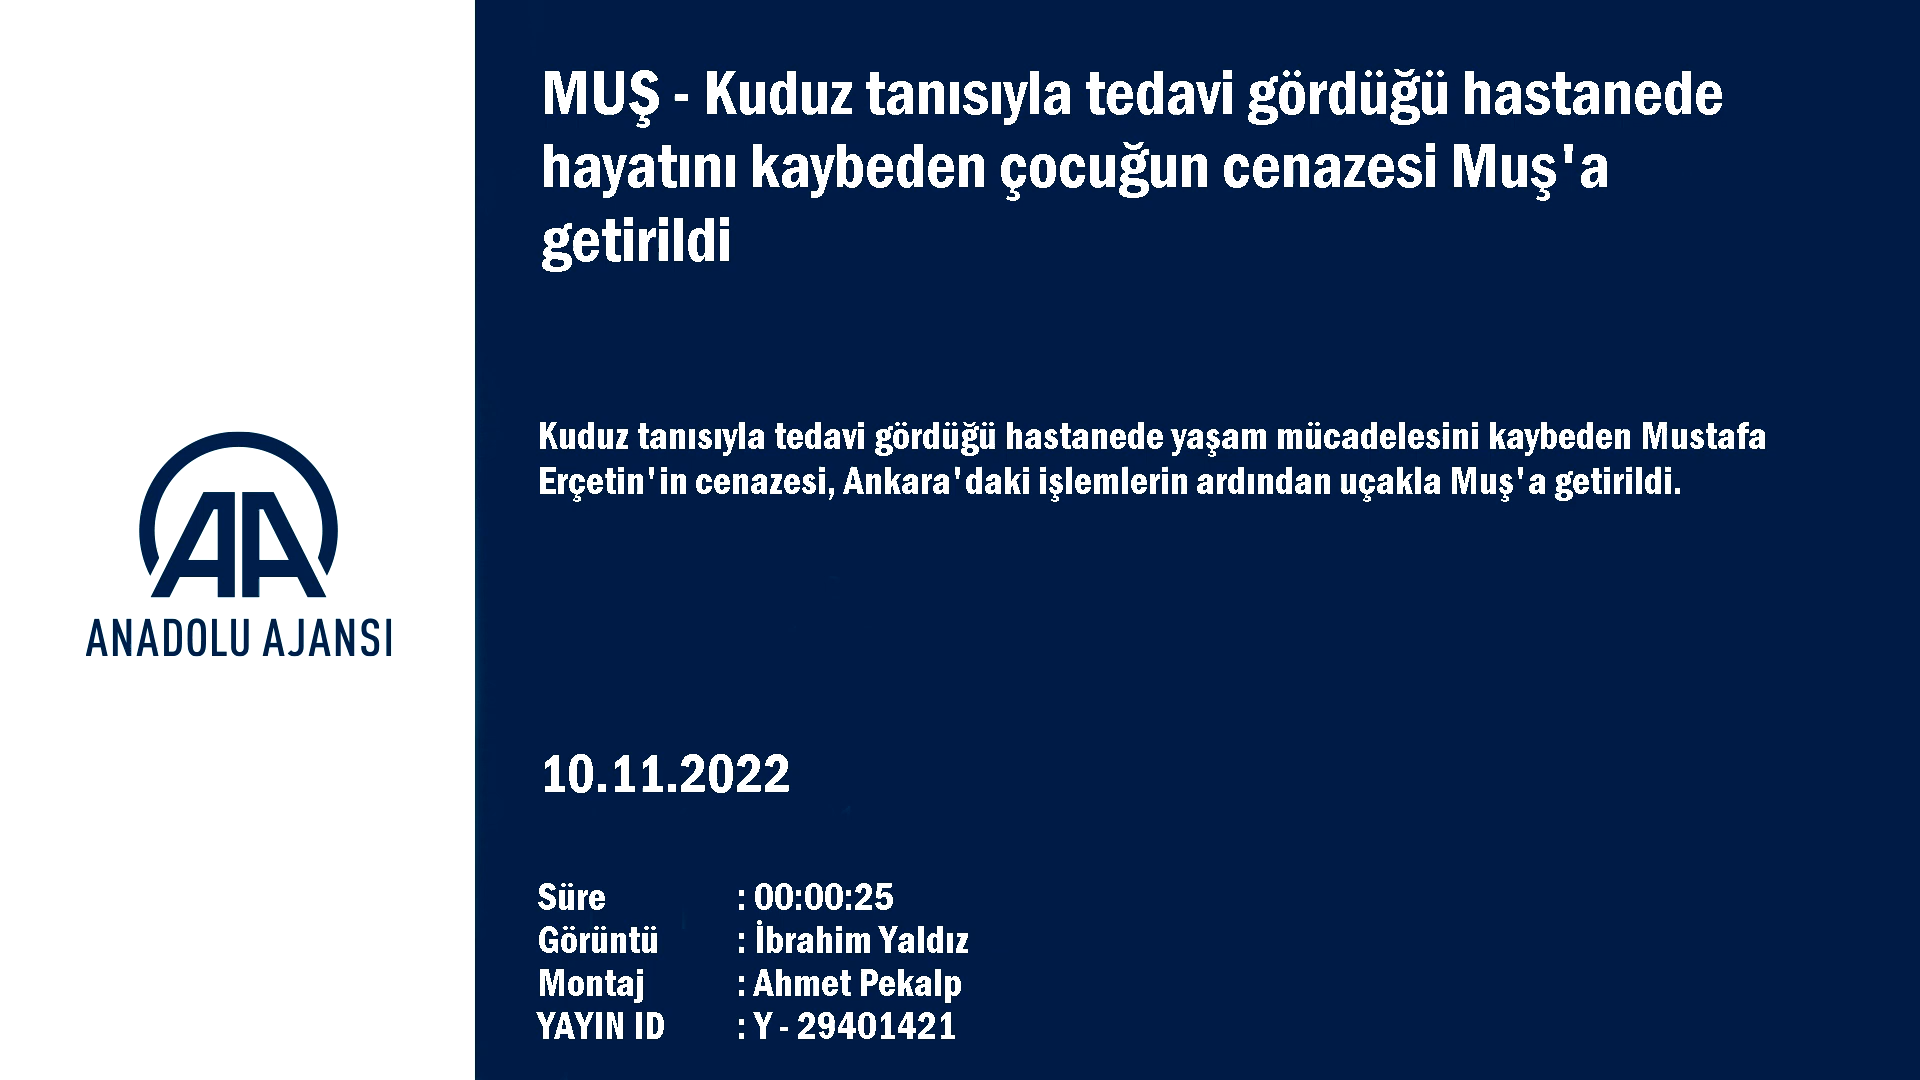 MUŞ - Kuduz tanısıyla tedavi gördüğü hastanede
hayatını kaybeden çocuğun cenazesi Muş'a
getirildi
Kuduz tanısıyla tedavi gördüğü hastanede yaşam mücadelesini kaybeden Mustafa
Erçetin'in cenazesi, Ankara'daki işlemlerin ardından uçakla Muş'a getirildi.
AA
ANADOLU AJANSI
10.11.2022
Süre : 00:00:25
Görüntü : İbrahim Yaldız
Montaj : Ahmet Pekalp
YAYIN ID : Y - 29401421